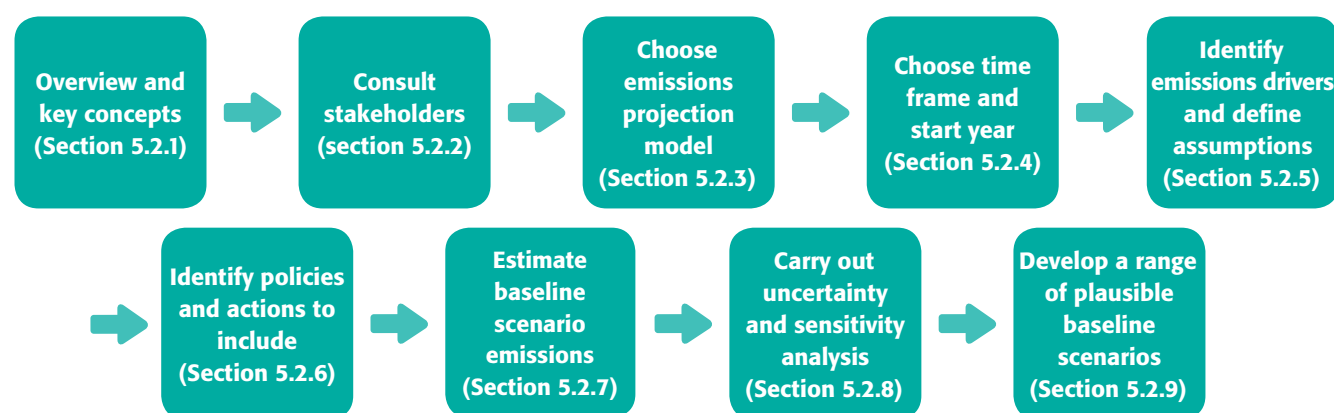 Overview and
key concepts
(Section 5.2.1)
Consult
stakeholders
(section 5.2.2)
Choose
emissions
projection
model
(Section 5.2.3)
Choose time
frame and
start year
(Section 5.2.4)
Identify
emissions drivers
and define
assumptions
(Section 5.2.5)
Identify policies
and actions to
include
(Section 5.2.6)
Estimate
baseline
scenario
emissions
(Section 5.2.7)
Carry out
uncertainty
and sensitivity
analysis
(Section 5.2.8)
Develop a range
of plausible
baseline
scenarios
(Section 5.2.9)